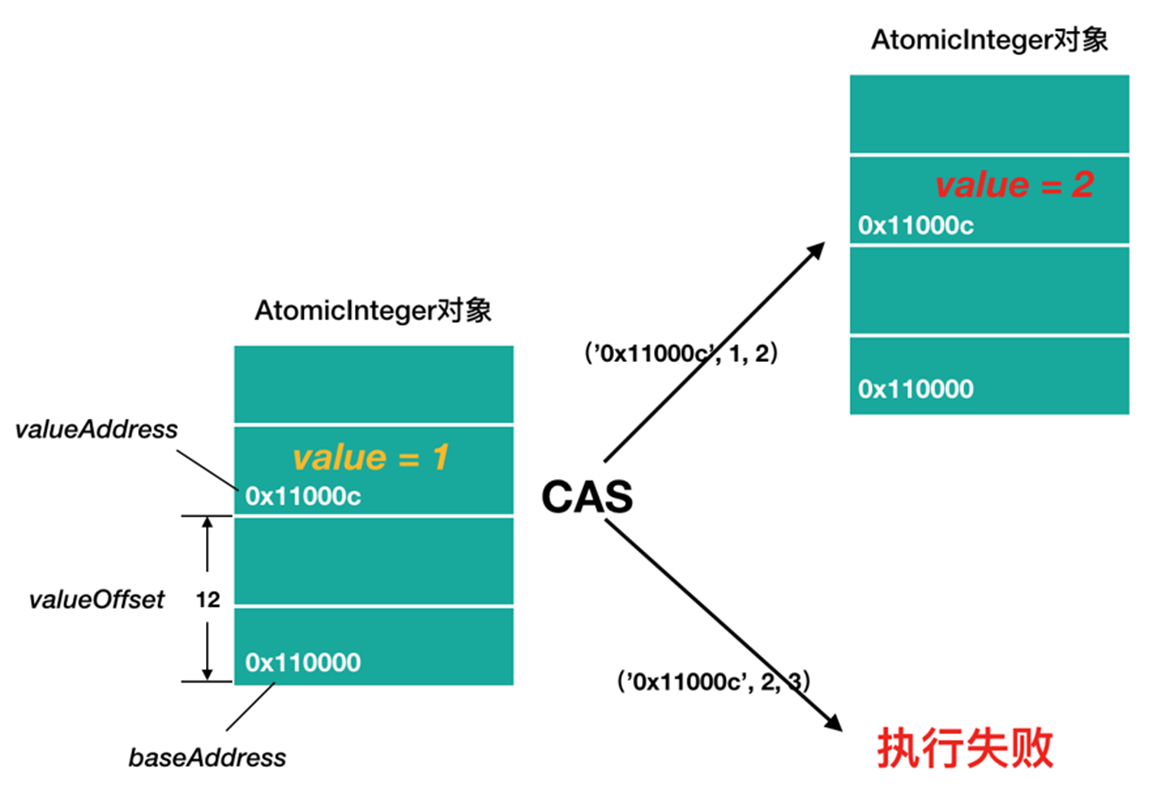 AtomicInteger对象
value = 2
0x11000c
0x110000
AtomicInteger对象
valueAddress
value = 1
0x11000c
valueOffset
12
0x110000
baseAddress
CAS
(’0x11000c’, 1, 2)
(’0x11000c’, 2, 3)
执行失败